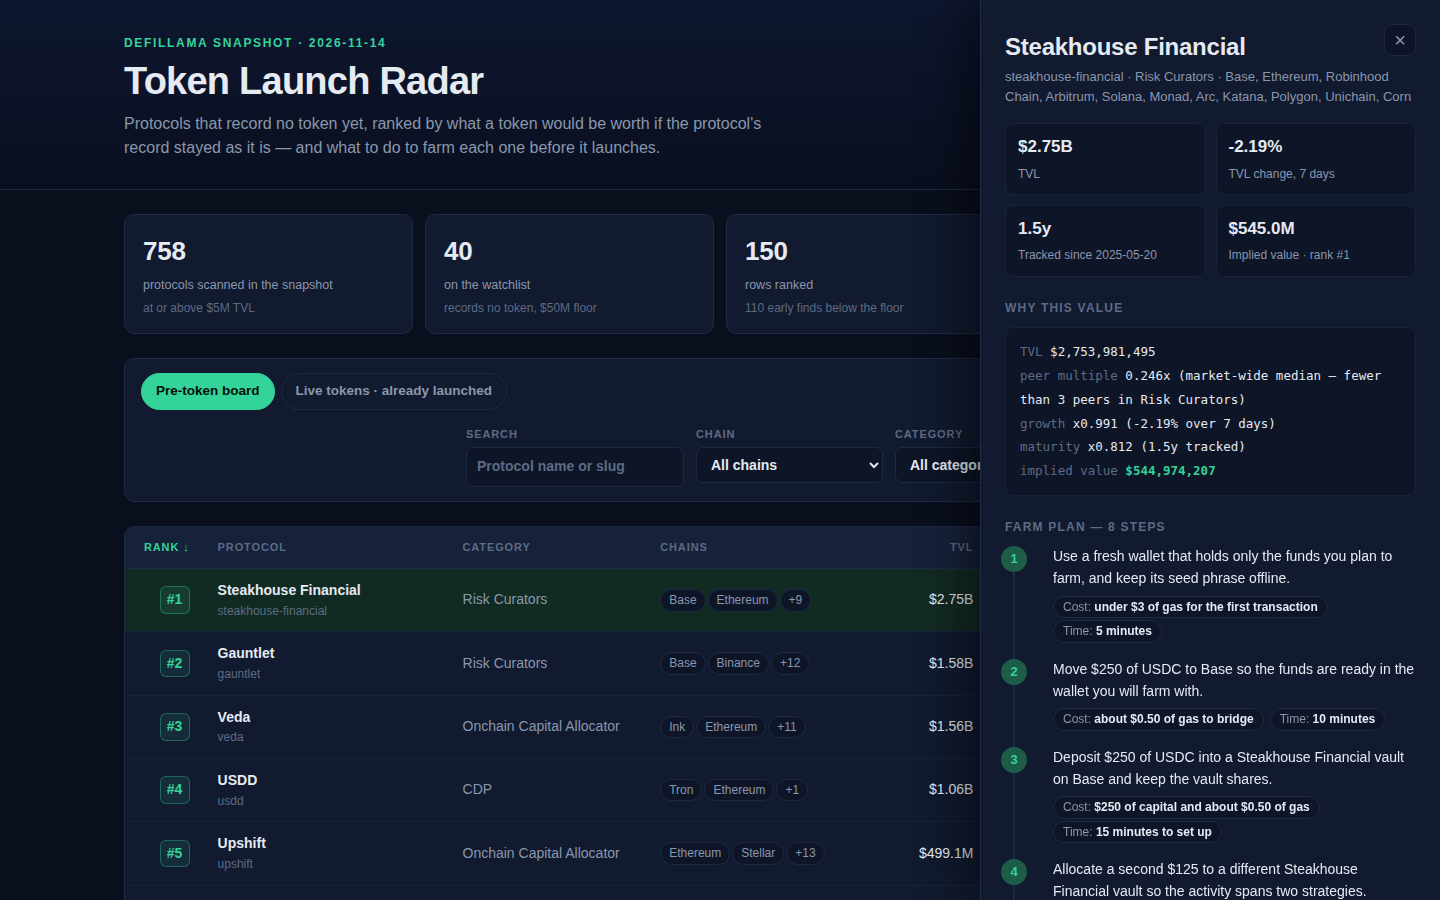 DEFILLAMA SNAPSHOT · 2026-11-14
Token Launch Radar
Protocols that record no token yet, ranked by what a token would be worth if the protocol's
record stayed as it is — and what to do to farm each one before it launches.
758
protocols scanned in the snapshot
at or above $5M TVL
40
on the watchlist
records no token, $50M floor
150
rows ranked
110 early finds below the floor
Pre-token board
Live tokens · already launched
SEARCH
CHAIN
CATEGORY
Protocol name or slug
All chains
All categor
RANK ↓ PROTOCOL CATEGORY CHAINS TVL
#1 Steakhouse Financial Risk Curators Base Ethereum +9 $2.75B
steakhouse-financial
#2 Gauntlet Risk Curators Base Binance +12 $1.58B
gauntlet
#3 Veda Onchain Capital Allocator Ink Ethereum +11 $1.56B
veda
#4 USDD CDP Tron Ethereum +1 $1.06B
usdd
#5 Upshift Onchain Capital Allocator Ethereum Stellar +13 $499.1M
upshift
Steakhouse Financial
×
steakhouse-financial · Risk Curators · Base, Ethereum, Robinhood
Chain, Arbitrum, Solana, Monad, Arc, Katana, Polygon, Unichain, Corn
$2.75B
TVL
-2.19%
TVL change, 7 days
1.5y
Tracked since 2025-05-20
$545.0M
Implied value · rank #1
WHY THIS VALUE
TVL $2,753,981,495
peer multiple 0.246x (market-wide median — fewer
than 3 peers in Risk Curators)
growth x0.991 (-2.19% over 7 days)
maturity x0.812 (1.5y tracked)
implied value $544,974,207
FARM PLAN — 8 STEPS
1
Use a fresh wallet that holds only the funds you plan to
farm, and keep its seed phrase offline.
Cost: under $3 of gas for the first transaction
Time: 5 minutes
2
Move $250 of USDC to Base so the funds are ready in the
wallet you will farm with.
Cost: about $0.50 of gas to bridge
Time: 10 minutes
3
Deposit $250 of USDC into a Steakhouse Financial vault
on Base and keep the vault shares.
Cost: $250 of capital and about $0.50 of gas
Time: 15 minutes to set up
4
Allocate a second $125 to a different Steakhouse
Financial vault so the activity spans two strategies.